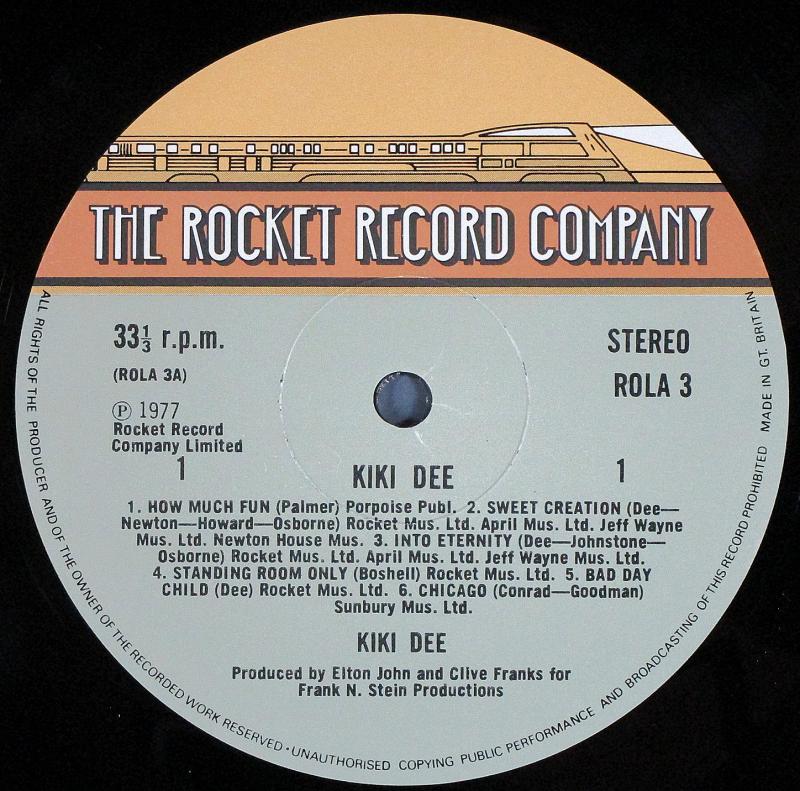 THE ROCKET RECORD COMPANY
33⅓ r.p.m.
STEREO
(ROLA 3A)
ROLA 3
℗ 1977
Rocket Record
Company Limited
1
KIKI DEE
1
1. HOW MUCH FUN (Palmer) Porpoise Publ. 2. SWEET CREATION (Dee—
Newton—Howard—Osborne) Rocket Mus. Ltd. April Mus. Ltd. Jeff Wayne
Mus. Ltd. Newton House Mus. 3. INTO ETERNITY (Dee—Johnstone—
Osborne) Rocket Mus. Ltd. April Mus. Ltd. Jeff Wayne Mus. Ltd.
4. STANDING ROOM ONLY (Boshell) Rocket Mus. Ltd. 5. BAD DAY
CHILD (Dee) Rocket Mus. Ltd. 6. CHICAGO (Conrad—Goodman)
Sunbury Mus. Ltd.
KIKI DEE
Produced by Elton John and Clive Franks for
Frank N. Stein Productions
ALL RIGHTS OF THE PRODUCER AND OF THE OWNER OF THE RECORDED WORK RESERVED · UNAUTHORISED COPYING PUBLIC PERFORMANCE AND BROADCASTING OF THIS RECORD PROHIBITED MADE IN GT. BRITAIN